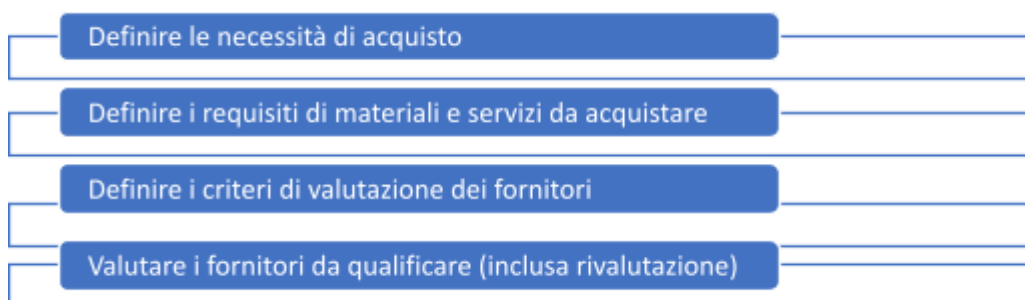 Definire le necessità di acquisto
Definire i requisiti di materiali e servizi da acquistare
Definire i criteri di valutazione dei fornitori
Valutare i fornitori da qualificare (inclusa rivalutazione)